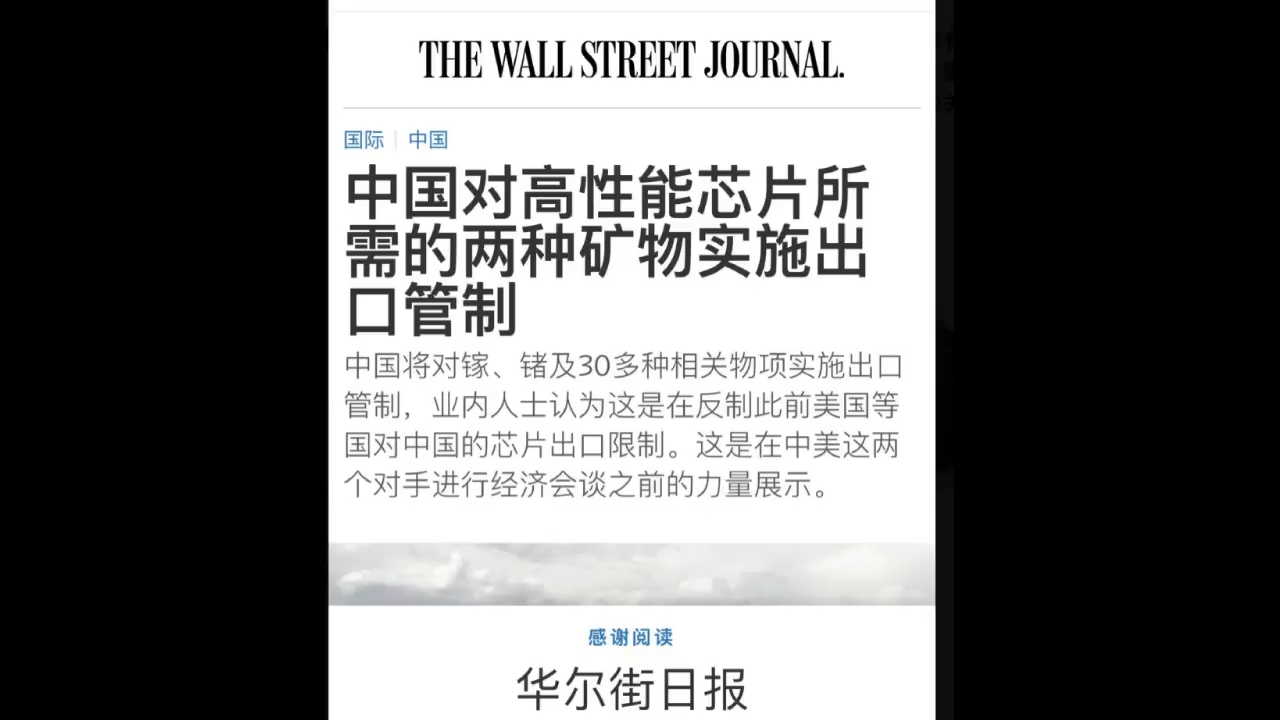 THE WALL STREET JOURNAL.
国际 | 中国
中国对高性能芯片所
需的两种矿物实施出
口管制
中国将对镓、锗及30多种相关物项实施出口
管制，业内人士认为这是在反制此前美国等
国对中国的芯片出口限制。这是在中美这两
个对手进行经济会谈之前的力量展示。
感谢阅读
华尔街日报